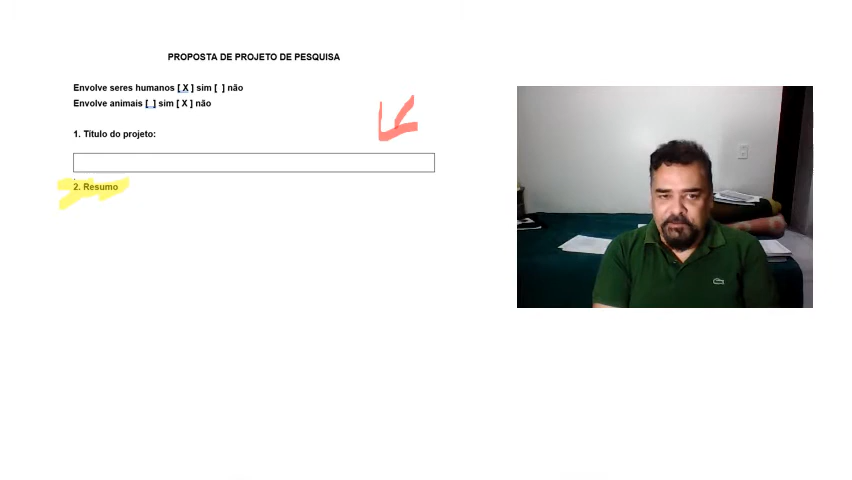 PROPOSTA DE PROJETO DE PESQUISA
Envolve seres humanos [ X ] sim [ ] não
Envolve animais [ ] sim [ X ] não
1. Título do projeto:
2. Resumo